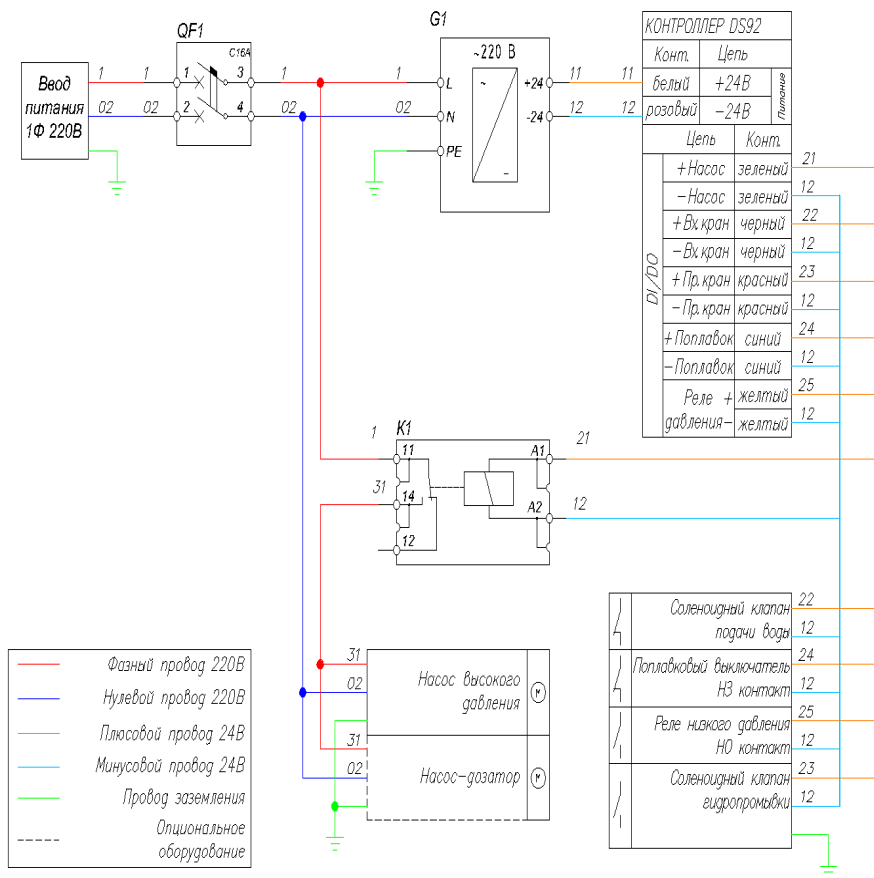 QF1
C16A
Ввод
питания
1Ф 220В
1 1 1 3 1 1
02 02 2 4 02 02
G1
~220 В
~
–
L
N
PE
+24
-24
11 11
12 12
КОНТРОЛЛЕР DS92
Конт. Цепь
белый +24В
розовый –24В
Питание
Цепь Конт.
DI/DO
+Насос зеленый 21
–Насос зеленый 12
+Вх.кран черный 22
–Вх.кран черный 12
+Пр.кран красный 23
–Пр.кран красный 12
+Поплавок синий 24
–Поплавок синий 12
Реле + желтый 25
давления– желтый 12
K1
1 11 A1 21
31 14 A2 12
12
Соленоидный клапан 22
подачи воды 12
Поплавковый выключатель 24
НЗ контакт 12
Реле низкого давления 25
НО контакт 12
Соленоидный клапан 23
гидропромывки 12
31
02
Насос высокого
давления
М
31
02
Насос-дозатор
М
Фазный провод 220В
Нулевой провод 220В
Плюсовой провод 24В
Минусовой провод 24В
Провод заземления
Опциональное
оборудование